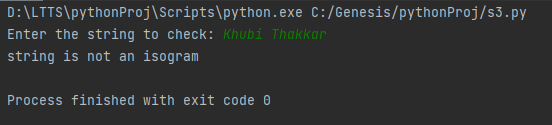 D:\LTTS\pythonProj\Scripts\python.exe C:/Genesis/pythonProj/s3.py
Enter the string to check: Khubi Thakkar
string is not an isogram
Process finished with exit code 0